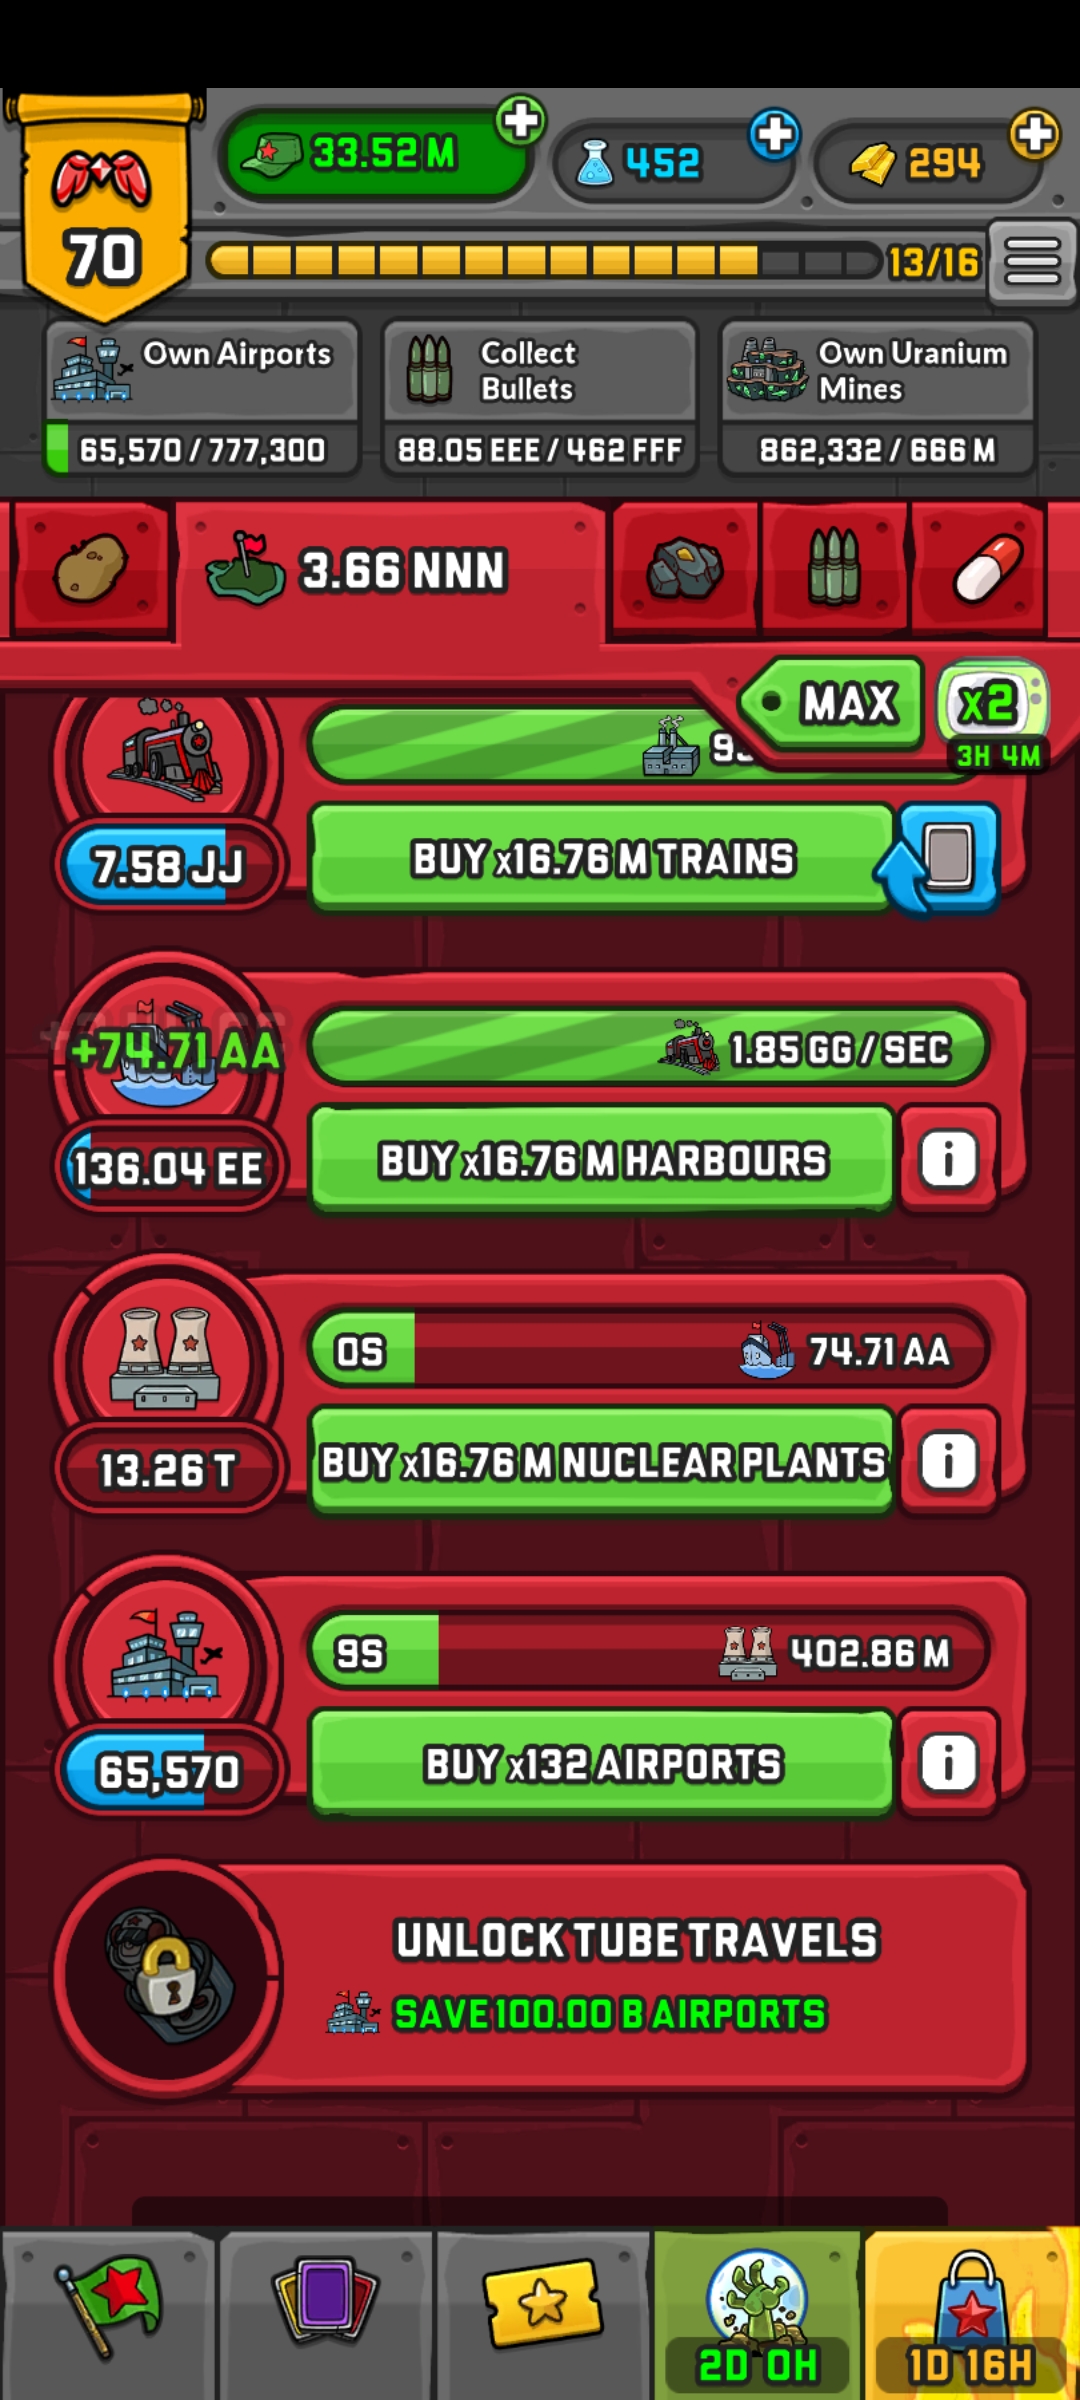 33.52 M
452
294
70
13/16
Own Airports
65,570 / 777,300
Collect
Bullets
88.05 EEE / 462 FFF
Own Uranium
Mines
862,332 / 666 M
3.66 NNN
MAX
x2
3H 4M
7.58 JJ
BUY x16.76 M TRAINS
+74.71 AA
1.85 GG / SEC
136.04 EE
BUY x16.76 M HARBOURS
i
0S
74.71 AA
13.26 T
BUY x16.76 M NUCLEAR PLANTS
i
9S
402.86 M
65,570
BUY x132 AIRPORTS
i
UNLOCK TUBE TRAVELS
SAVE 100.00 B AIRPORTS
2D 0H
1D 16H